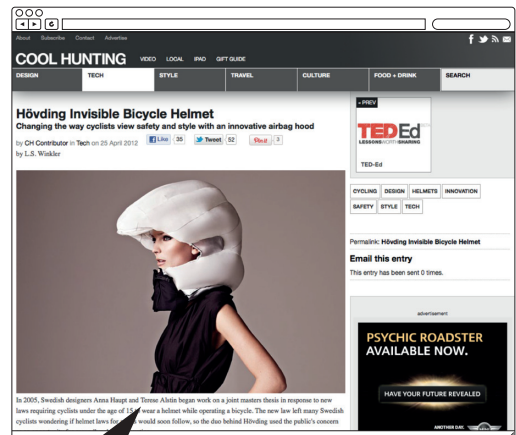 About Subscribe Contact Advertise
COOL HUNTING
VIDEO LOCAL IPAD GIFT GUIDE
DESIGN TECH STYLE TRAVEL CULTURE FOOD + DRINK SEARCH
Hövding Invisible Bicycle Helmet
Changing the way cyclists view safety and style with an innovative airbag hood
by CH Contributor in Tech on 25 April 2012
Like 35 Tweet 52 Pin it 3
by L.S. Winkler
In 2005, Swedish designers Anna Haupt and Terese Alstin began work on a joint masters thesis in response to new
laws requiring cyclists under the age of 15 wear a helmet while operating a bicycle. The new law left many Swedish
cyclists wondering if helmet laws for would soon follow, so the duo behind Hövding used the public's concern
« PREV
TEDEd
LESSONS WORTH SHARING
TED-Ed
CYCLING DESIGN HELMETS INNOVATION
SAFETY STYLE TECH
Permalink: Hövding Invisible Bicycle Helmet
Email this entry
This entry has been sent 0 times.
advertisement
PSYCHIC ROADSTER
AVAILABLE NOW.
HAVE YOUR FUTURE REVEALED
ANOTHER DAY.